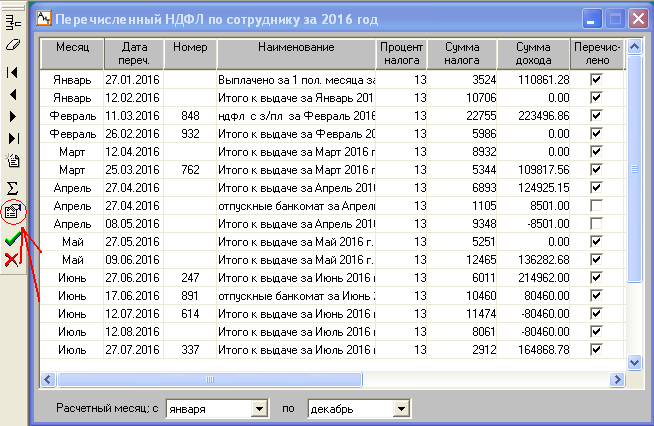 Перечисленный НДФЛ по сотруднику за 2016 год
Месяц Дата перец. Номер Наименование Процент налога Сумма налога Сумма дохода Перечис- лено
Январь 27.01.2016 Выплачено за 1 пол. месяца за 13 3524 110861.28
Январь 12.02.2016 Итого к выдаче за Январь 201 13 10706 0.00
Февраль 11.03.2016 848 ндфл с з/пл за Февраль 2016 13 22755 223496.86
Февраль 26.02.2016 932 Итого к выдаче за Февраль 20 13 5986 0.00
Март 12.04.2016 Итого к выдаче за Март 2016 г 13 8932 0.00
Март 25.03.2016 762 Итого к выдаче за Март 2016 г 13 5344 109817.56
Апрель 27.04.2016 Итого к выдаче за Апрель 2016 13 6893 124925.15
Апрель 27.04.2016 отпускные банкомат за Апрел 13 1105 8501.00
Апрель 08.05.2016 Итого к выдаче за Апрель 2016 13 9348 -8501.00
Май 27.05.2016 Итого к выдаче за Май 2016 г. 13 5251 0.00
Май 09.06.2016 Итого к выдаче за Май 2016 г. 13 12465 136282.68
Июнь 27.06.2016 247 Итого к выдаче за Июнь 2016 г 13 6011 214962.00
Июнь 17.06.2016 891 отпускные банкомат за Июнь 2 13 10460 80460.00
Июнь 12.07.2016 614 Итого к выдаче за Июнь 2016 г 13 11474 -80460.00
Июль 12.08.2016 Итого к выдаче за Июль 2016 г 13 8061 -80460.00
Июль 27.07.2016 337 Итого к выдаче за Июль 2016 г 13 2912 164868.78
Расчетный месяц: с января по декабрь